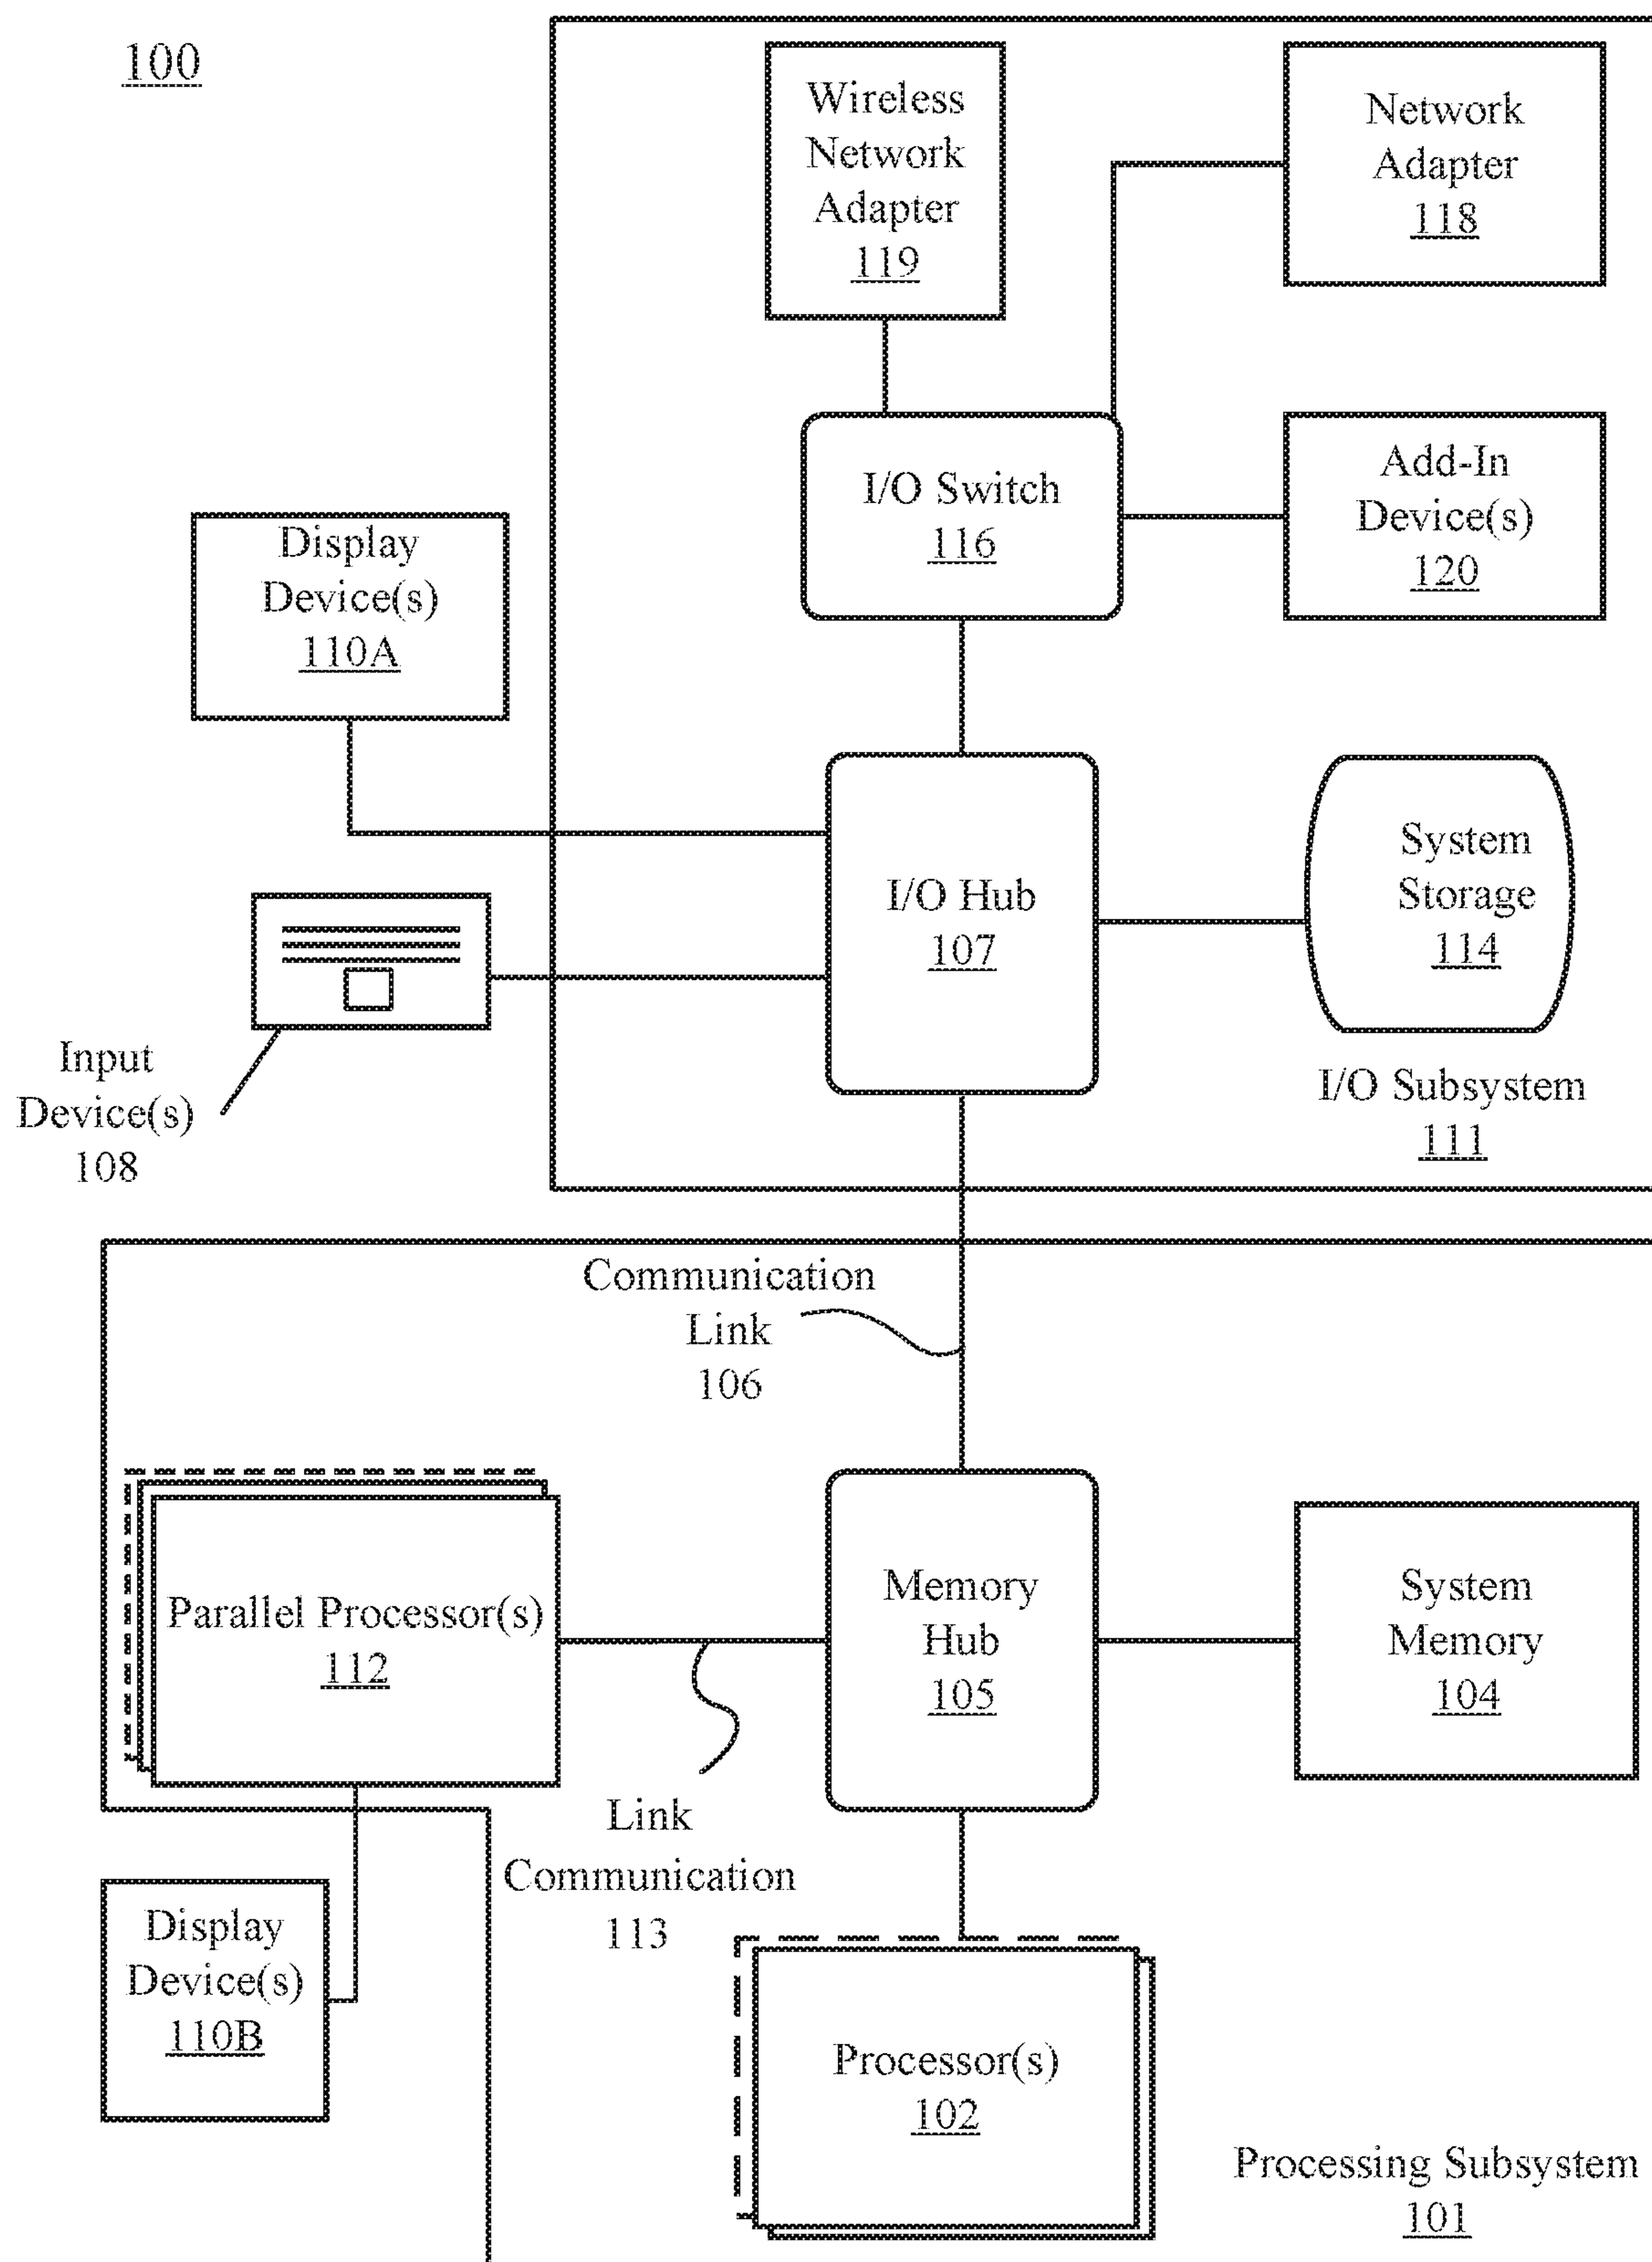 100
Wireless
Network
Adapter
119
Network
Adapter
118
I/O Switch
116
Add-In
Device(s)
120
Display
Device(s)
110A
I/O Hub
107
System
Storage
114
Input
Device(s)
108
I/O Subsystem
111
Communication
Link
106
Parallel Processor(s)
112
Memory
Hub
105
System
Memory
104
Link
Communication
113
Display
Device(s)
110B
Processor(s)
102
Processing Subsystem
101